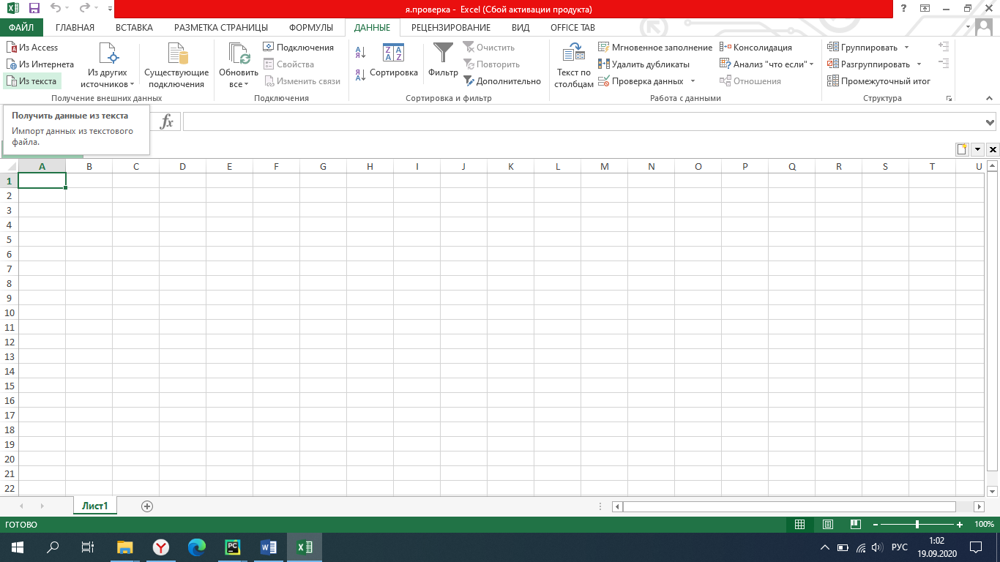 я.проверка - Excel (Сбой активации продукта)
ФАЙЛ ГЛАВНАЯ ВСТАВКА РАЗМЕТКА СТРАНИЦЫ ФОРМУЛЫ ДАННЫЕ РЕЦЕНЗИРОВАНИЕ ВИД OFFICE TAB
Из Access
Из Интернета
Из текста
Из других источников
Существующие подключения
Получение внешних данных
Обновить все
Подключения
Свойства
Изменить связи
Подключения
Сортировка
Фильтр
Очистить
Повторить
Дополнительно
Сортировка и фильтр
Текст по столбцам
Мгновенное заполнение
Удалить дубликаты
Проверка данных
Консолидация
Анализ "что если"
Отношения
Работа с данными
Группировать
Разгруппировать
Промежуточный итог
Структура
Получить данные из текста
Импорт данных из текстового
файла.
fx
A B C D E F G H I J K L M N O P Q R S T U
1
2
3
4
5
6
7
8
9
10
11
12
13
14
15
16
17
18
19
20
21
22
Лист1
ГОТОВО
100%
РУС
1:02
19.09.2020